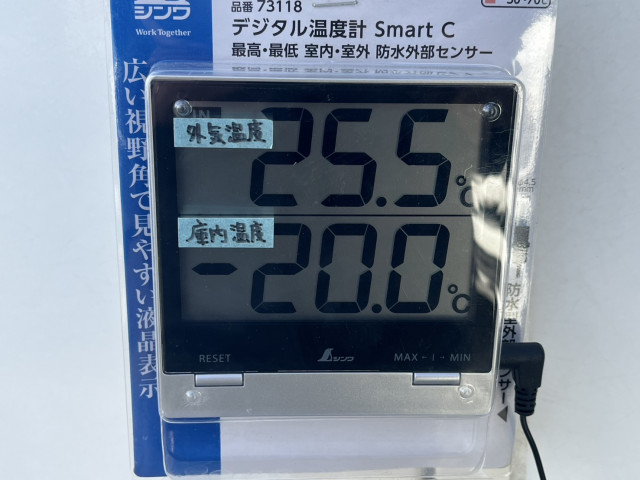 シンワ
Work Together
品番 73118
デジタル温度計 Smart C
最高・最低 室内・室外 防水外部センサー
広い視野角で見やすい液晶表示
IN
外気温度
25.5℃
庫内温度
-20.0℃
RESET
シンワ
MAX ← I → MIN